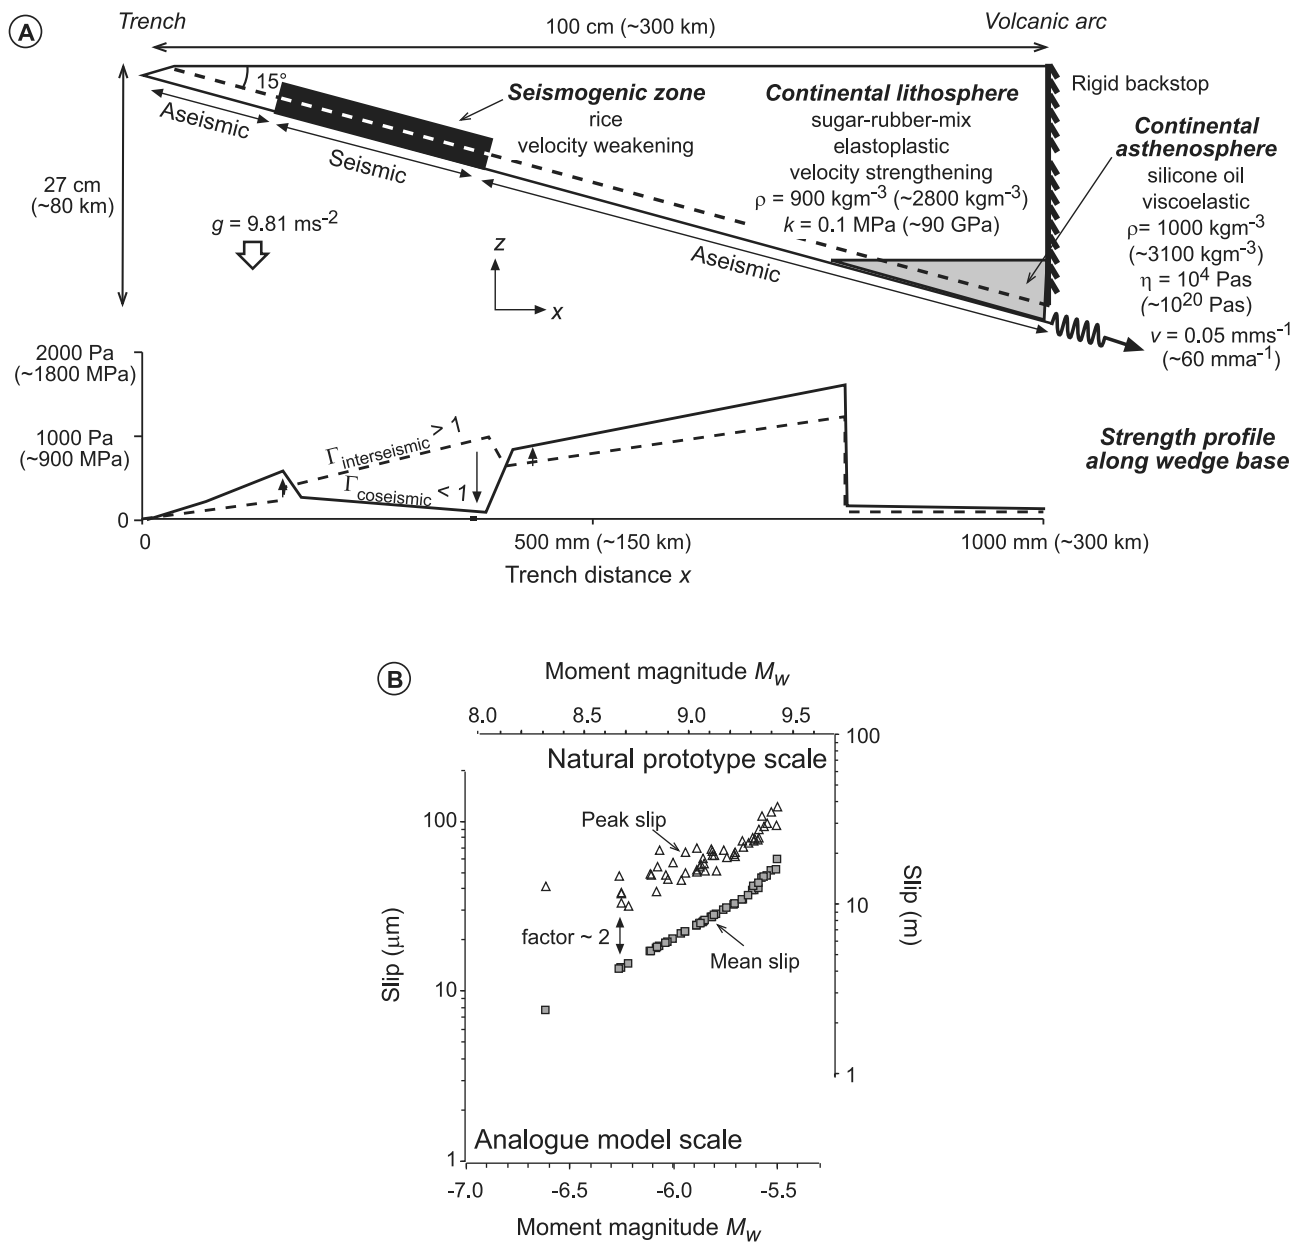 A
Trench
100 cm (~300 km)
Volcanic arc
15°
Aseismic
Seismic
Aseismic
27 cm
(~80 km)
g = 9.81 ms-2
z
x
Seismogenic zone
rice
velocity weakening
Continental lithosphere
sugar-rubber-mix
elastoplastic
velocity strengthening
ρ = 900 kgm-3 (~2800 kgm-3)
k = 0.1 MPa (~90 GPa)
Rigid backstop
Continental
asthenosphere
silicone oil
viscoelastic
ρ= 1000 kgm-3
(~3100 kgm-3)
η = 10^4 Pas
(~10^20 Pas)
v = 0.05 mms-1
(~60 mma-1)
2000 Pa
(~1800 MPa)
1000 Pa
(~900 MPa)
0
Γinterseismic > 1
Γcoseismic < 1
Strength profile
along wedge base
0
500 mm (~150 km)
1000 mm (~300 km)
Trench distance x
B
Moment magnitude Mw
8.0 8.5 9.0 9.5
Natural prototype scale
100
10
1
Slip (m)
Peak slip
factor ~ 2
Mean slip
100
10
1
Slip (μm)
Analogue model scale
-7.0 -6.5 -6.0 -5.5
Moment magnitude Mw